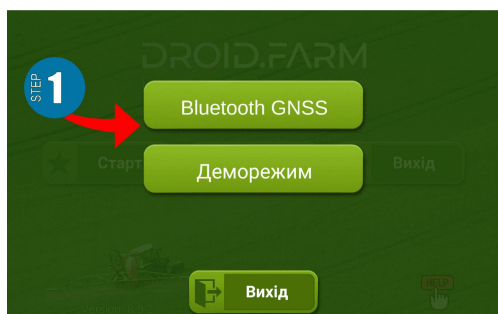 DROID.FARM
STEP 1
Bluetooth GNSS
Старт
Вихід
Деморежим
HELP
Вихід